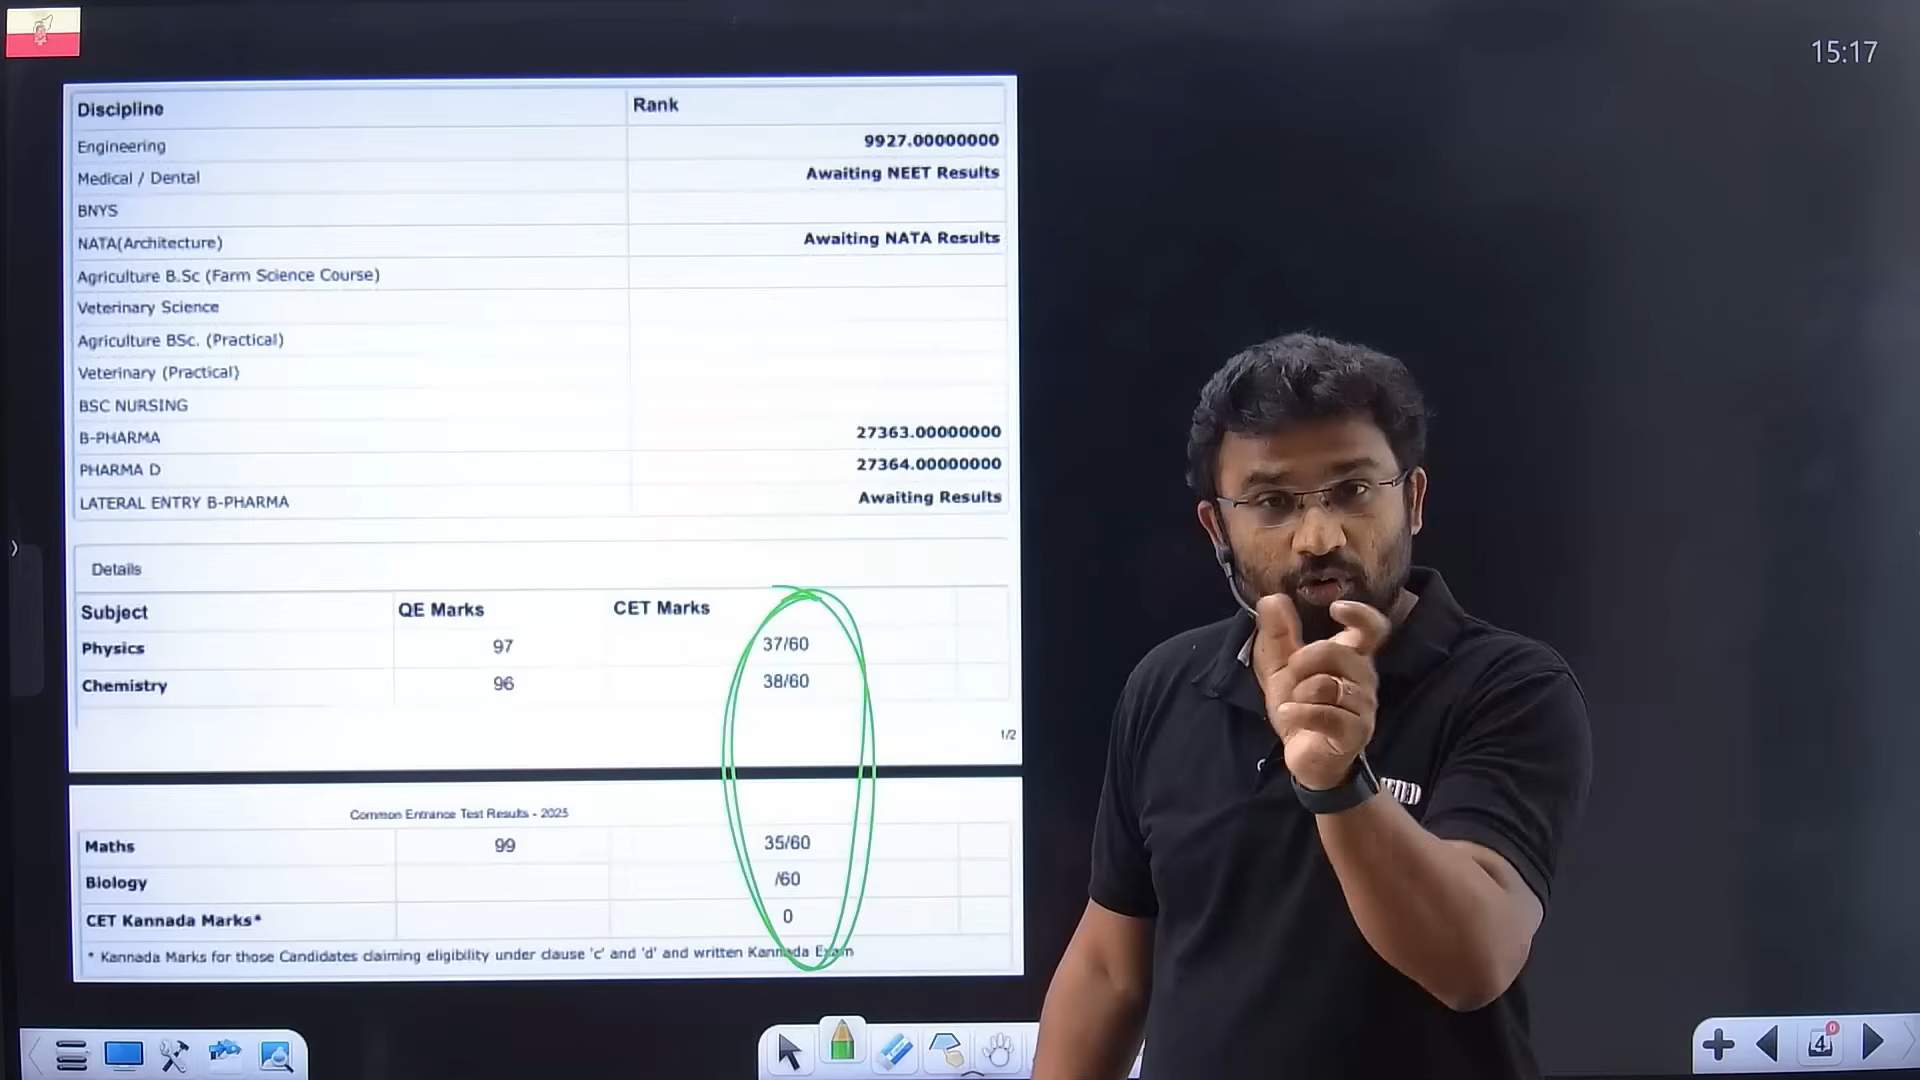 15:17
Discipline Rank
Engineering 9927.00000000
Medical / Dental Awaiting NEET Results
BNYS
NATA(Architecture) Awaiting NATA Results
Agriculture B.Sc (Farm Science Course)
Veterinary Science
Agriculture BSc. (Practical)
Veterinary (Practical)
BSC NURSING
B-PHARMA 27363.00000000
PHARMA D 27364.00000000
LATERAL ENTRY B-PHARMA Awaiting Results
Details
Subject QE Marks CET Marks
Physics 97 37/60
Chemistry 96 38/60
1/2
Common Entrance Test Results - 2025
Maths 99 35/60
Biology /60
CET Kannada Marks* 0
* Kannada Marks for those Candidates claiming eligibility under clause 'c' and 'd' and written Kannada Exam
4
0